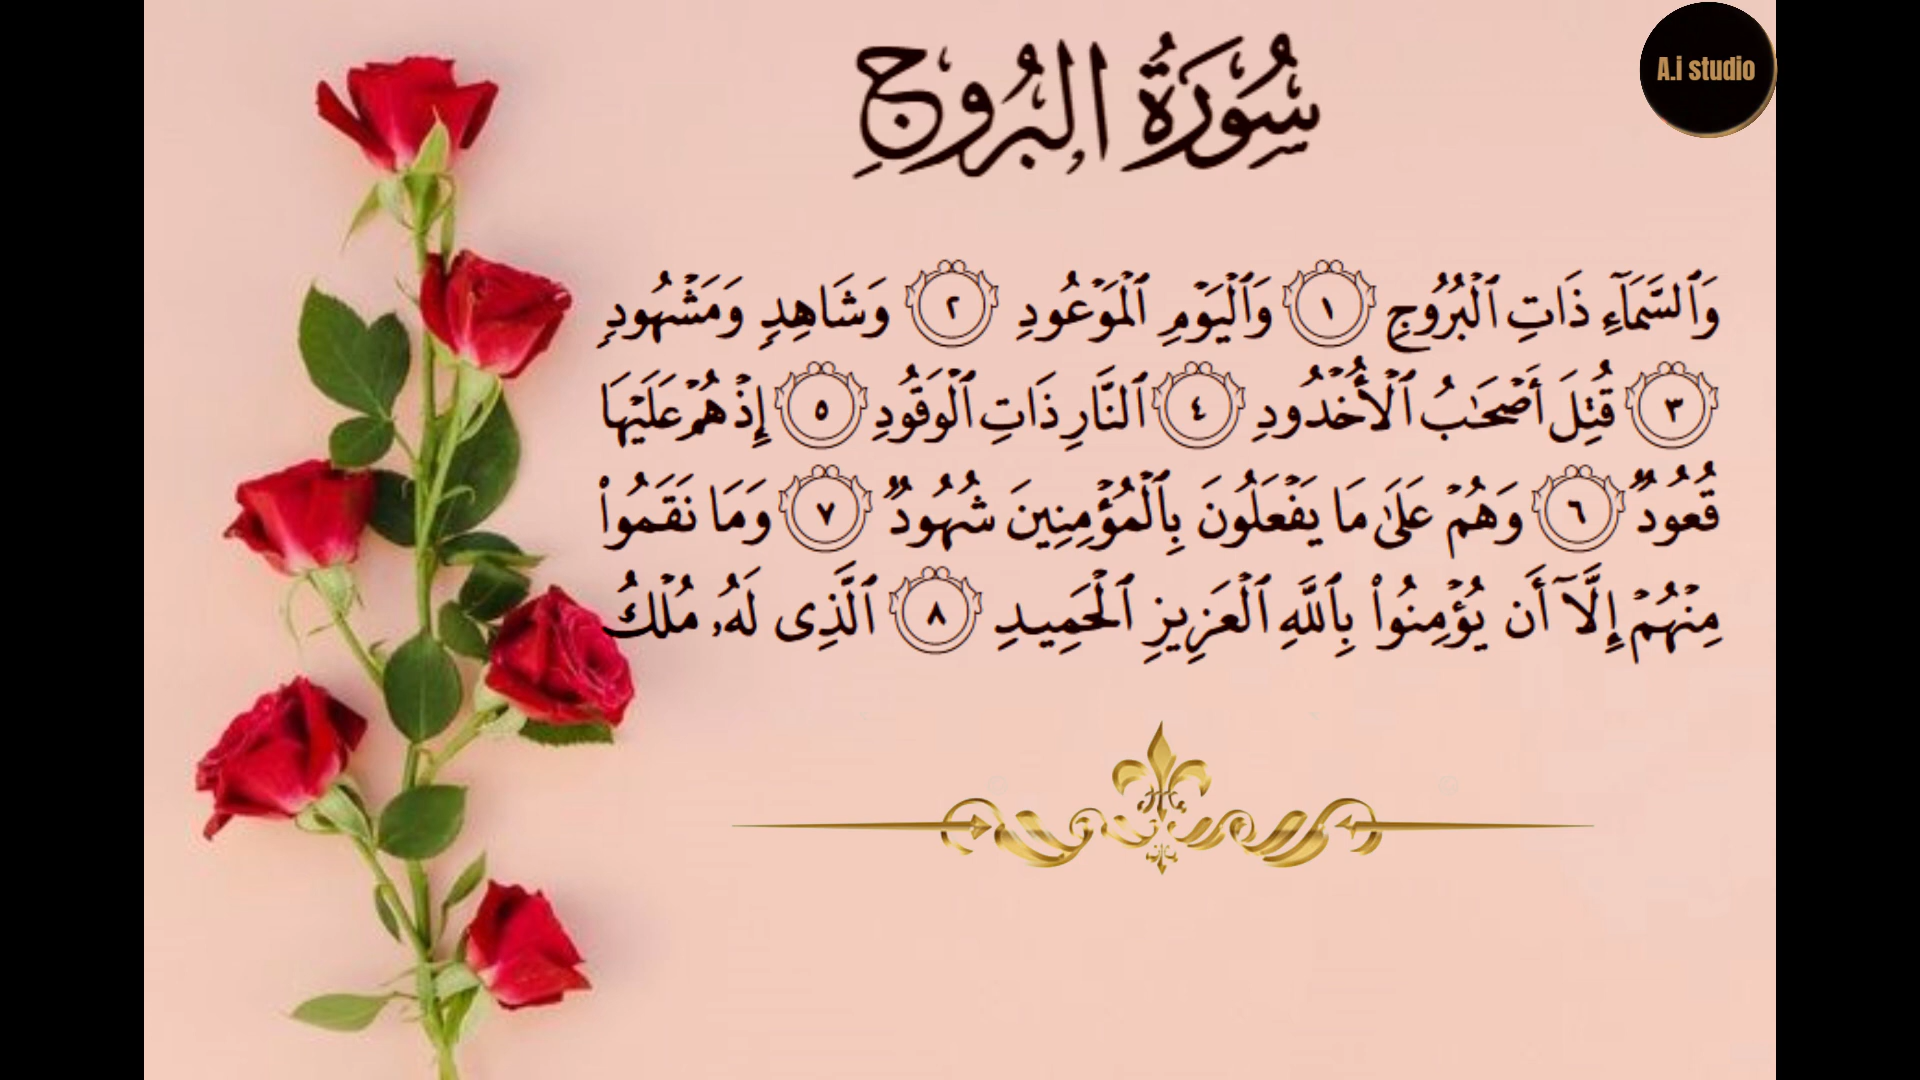 A.i studio
سُورَةُ البُرُوجِ
وَٱلسَّمَآءِ ذَاتِ ٱلْبُرُوجِ ١ وَٱلْيَوْمِ ٱلْمَوْعُودِ ٢ وَشَاهِدٍ وَمَشْهُودٍ
٣ قُتِلَ أَصْحَٰبُ ٱلْأُخْدُودِ ٤ ٱلنَّارِ ذَاتِ ٱلْوَقُودِ ٥ إِذْ هُمْ عَلَيْهَا
قُعُودٌ ٦ وَهُمْ عَلَىٰ مَا يَفْعَلُونَ بِٱلْمُؤْمِنِينَ شُهُودٌ ٧ وَمَا نَقَمُوا۟
مِنْهُمْ إِلَّآ أَن يُؤْمِنُوا۟ بِٱللَّهِ ٱلْعَزِيزِ ٱلْحَمِيدِ ٨ ٱلَّذِى لَهُۥ مُلْكُ